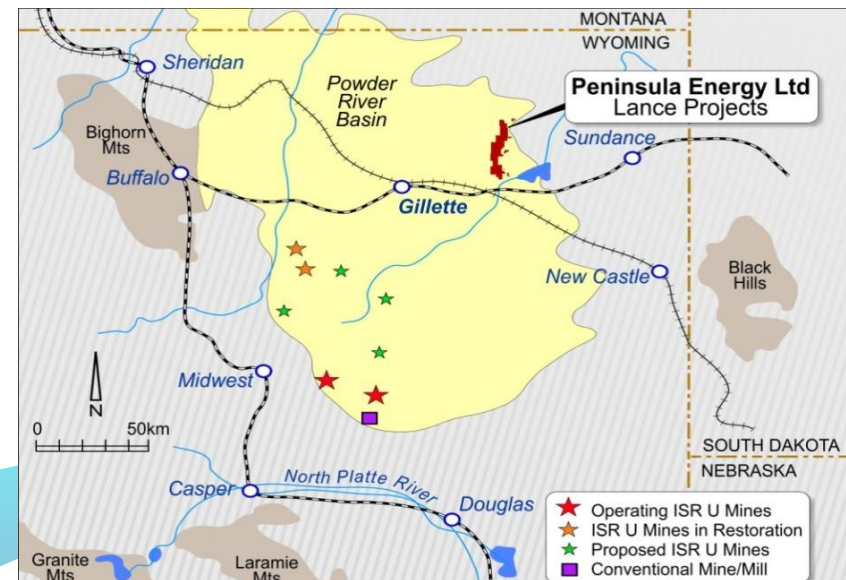 MONTANA
WYOMING
Sheridan
Powder
River
Basin
Peninsula Energy Ltd
Lance Projects
Bighorn
Mts
Sundance
Buffalo
Gillette
New Castle
Black
Hills
Midwest
N
0 50km
SOUTH DAKOTA
NEBRASKA
Casper
North Platte River
Douglas
Operating ISR U Mines
ISR U Mines in Restoration
Proposed ISR U Mines
Conventional Mine/Mill
Granite
Mts
Laramie
Mts